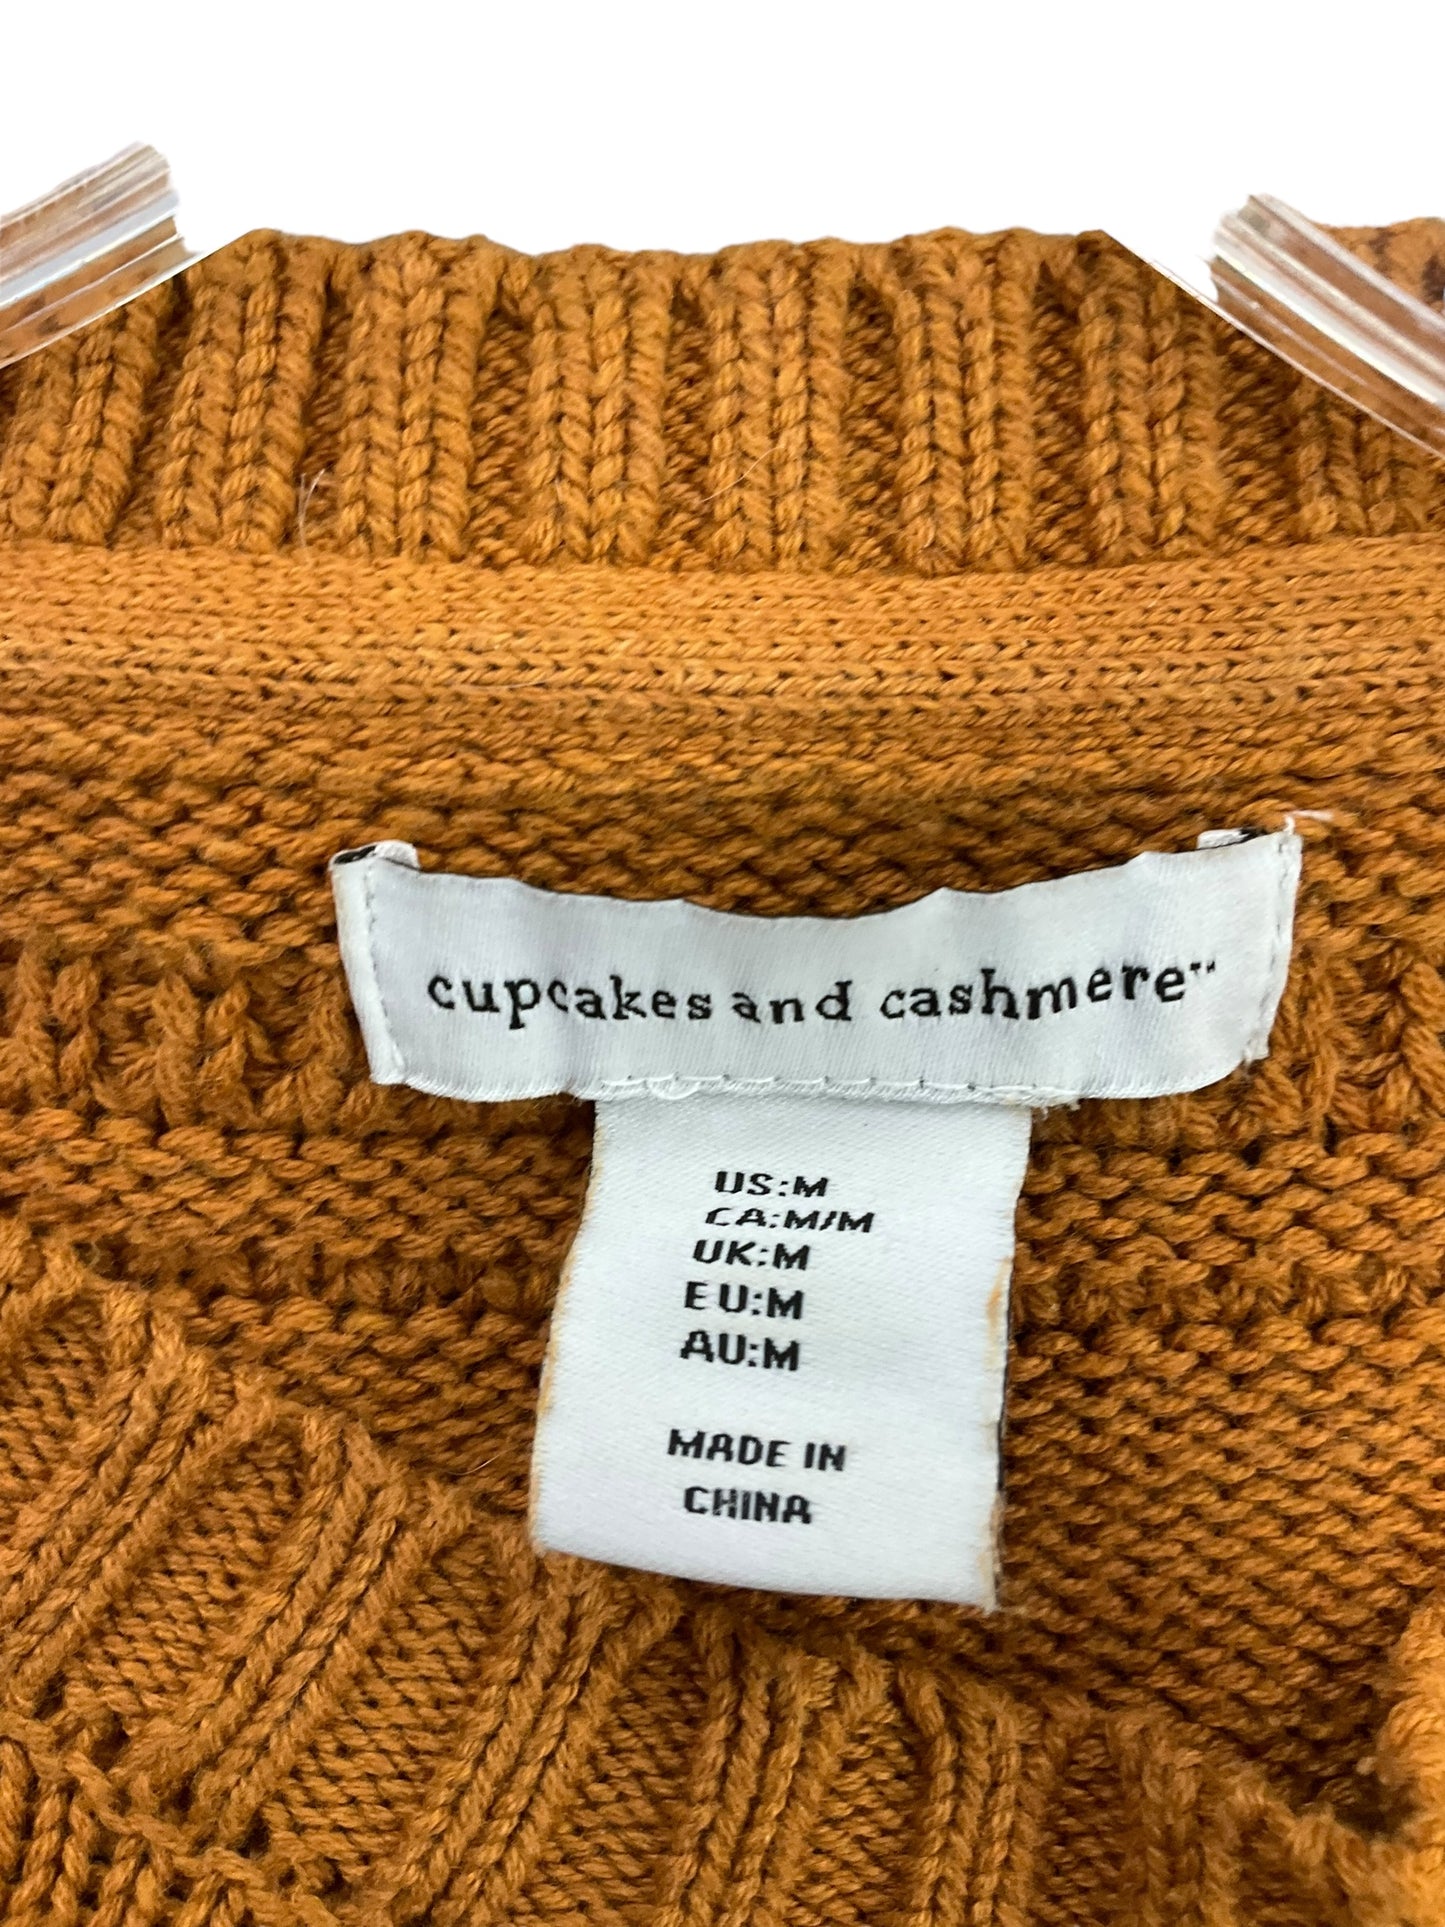 cupcakes and cashmere™
US:M
CA:M/M
UK:M
EU:M
AU:M
MADE IN
CHINA